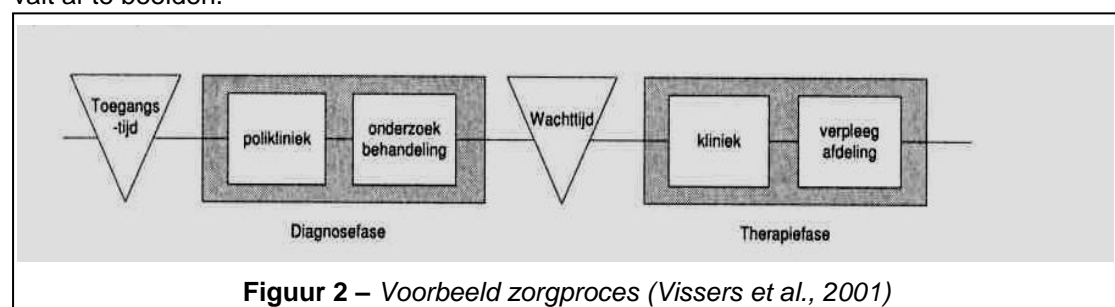 valt af te beelden.
Toegangs
-tijd
polikliniek
onderzoek
behandeling
Wachttijd
kliniek
verpleeg
afdeling
Diagnosefase
Therapiefase
Figuur 2 – Voorbeeld zorgproces (Vissers et al., 2001)